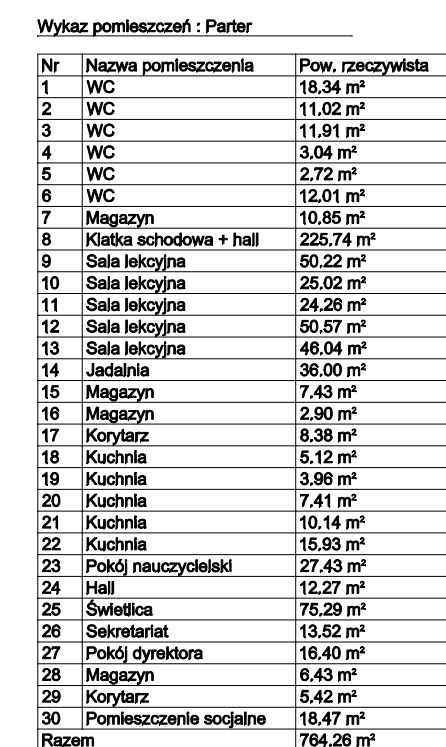 Wykaz pomieszczeń : Parter
Nr Nazwa pomieszczenia Pow. rzeczywista
1 WC 18.34 m²
2 WC 11.02 m²
3 WC 11.91 m²
4 WC 3.04 m²
5 WC 2.72 m²
6 WC 12.01 m²
7 Magazyn 10.85 m²
8 Klatka schodowa + hall 225.74 m²
9 Sala lekcyjna 50.22 m²
10 Sala lekcyjna 25.02 m²
11 Sala lekcyjna 24.26 m²
12 Sala lekcyjna 50.57 m²
13 Sala lekcyjna 46.04 m²
14 Jadalnia 36.00 m²
15 Magazyn 7.43 m²
16 Magazyn 2.90 m²
17 Korytarz 8.38 m²
18 Kuchnia 5.12 m²
19 Kuchnia 3.96 m²
20 Kuchnia 7.41 m²
21 Kuchnia 10.14 m²
22 Kuchnia 15.93 m²
23 Pokój nauczycielski 27.43 m²
24 Hall 12.27 m²
25 Świetlica 75.29 m²
26 Sekretariat 13.52 m²
27 Pokój dyrektora 16.40 m²
28 Magazyn 6.43 m²
29 Korytarz 5.42 m²
30 Pomieszczenie socjalne 18.47 m²
Razem 764.26 m²